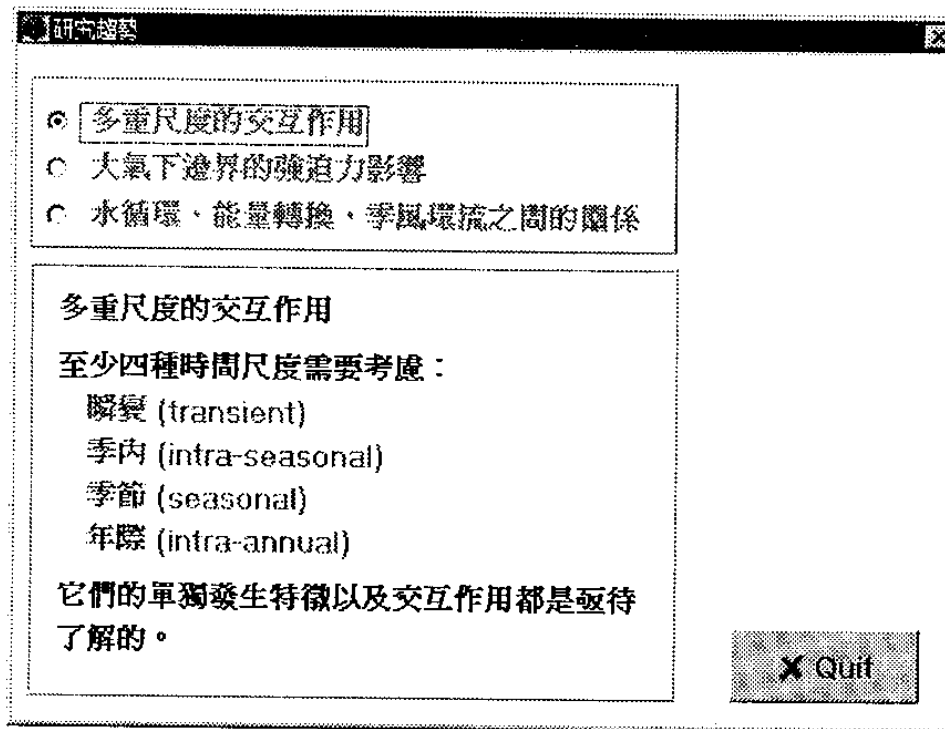 研究趨勢
多重尺度的交互作用
大氣下邊界的強迫力影響
水循環、能量轉換、季風環流之間的關係
多重尺度的交互作用
至少四種時間尺度需要考慮：
瞬變 (transient)
季內 (intra-seasonal)
季節 (seasonal)
年際 (intra-annual)
它們的單獨發生特徵以及交互作用都是亟待
了解的。
✗ Quit